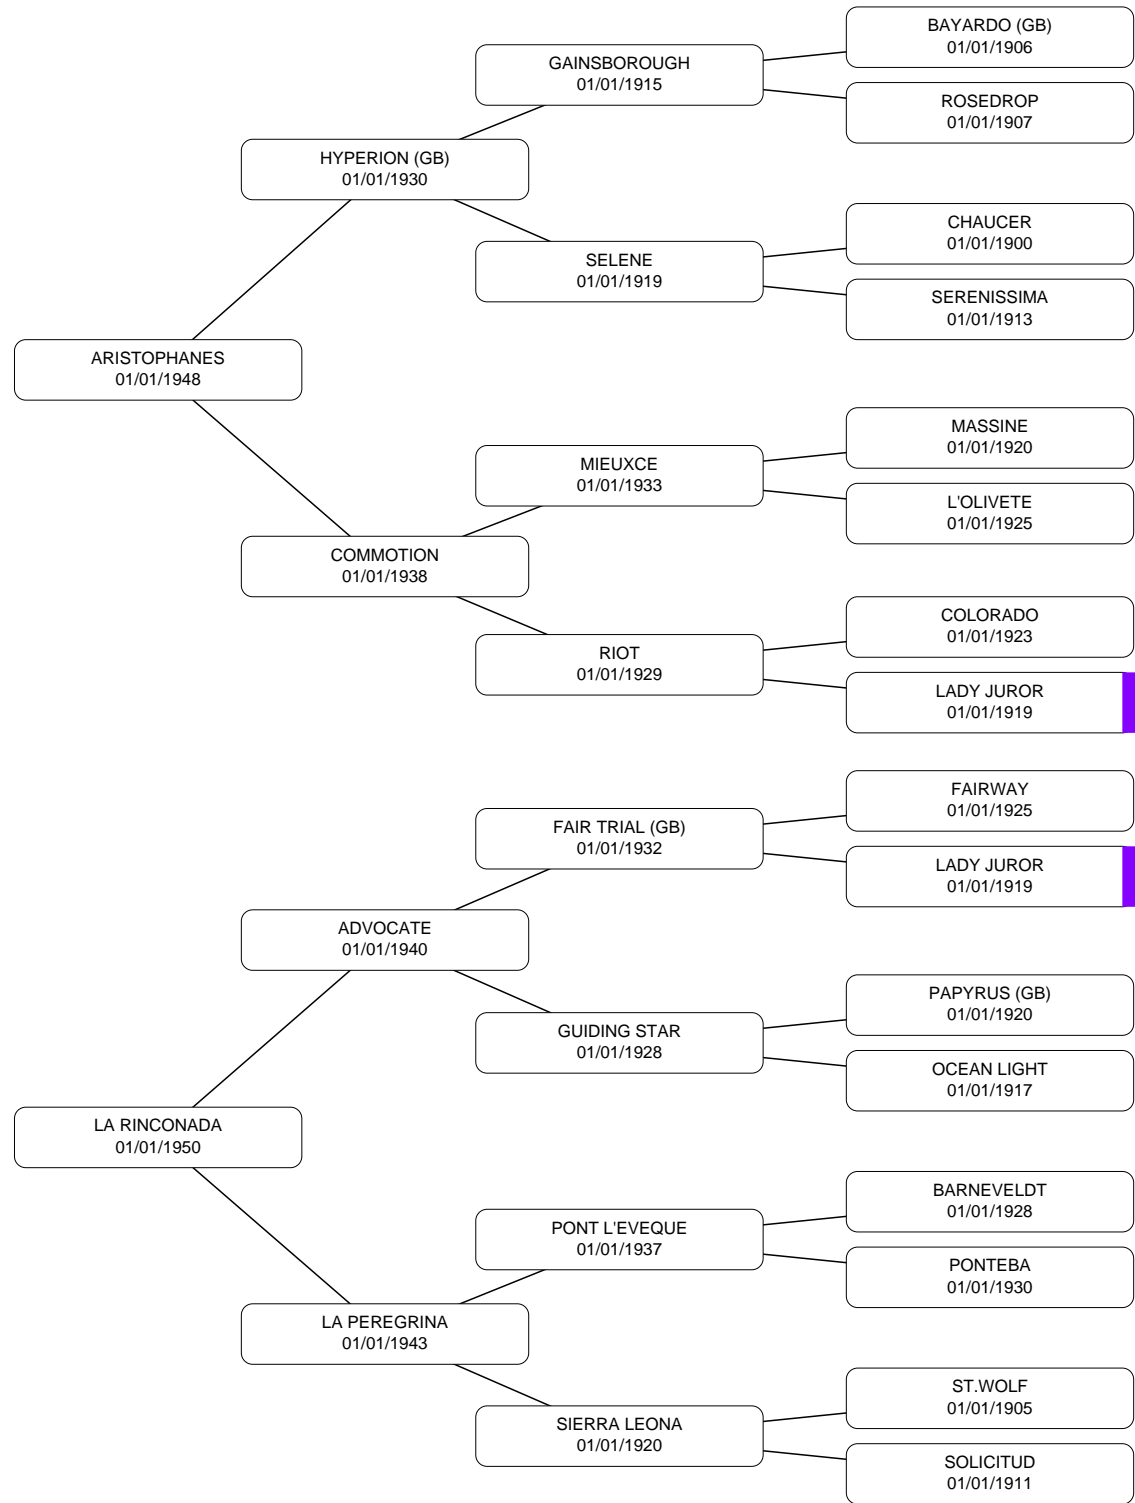 BAYARDO (GB)
01/01/1906
GAINSBOROUGH
01/01/1915
ROSEDROP
01/01/1907
HYPERION (GB)
01/01/1930
CHAUCER
01/01/1900
SELENE
01/01/1919
SERENISSIMA
01/01/1913
ARISTOPHANES
01/01/1948
MASSINE
01/01/1920
MIEUXCE
01/01/1933
L'OLIVETE
01/01/1925
COMMOTION
01/01/1938
COLORADO
01/01/1923
RIOT
01/01/1929
LADY JUROR
01/01/1919
FAIRWAY
01/01/1925
FAIR TRIAL (GB)
01/01/1932
LADY JUROR
01/01/1919
ADVOCATE
01/01/1940
PAPYRUS (GB)
01/01/1920
GUIDING STAR
01/01/1928
OCEAN LIGHT
01/01/1917
LA RINCONADA
01/01/1950
BARNEVELDT
01/01/1928
PONT L'EVEQUE
01/01/1937
PONTEBA
01/01/1930
LA PEREGRINA
01/01/1943
ST.WOLF
01/01/1905
SIERRA LEONA
01/01/1920
SOLICITUD
01/01/1911